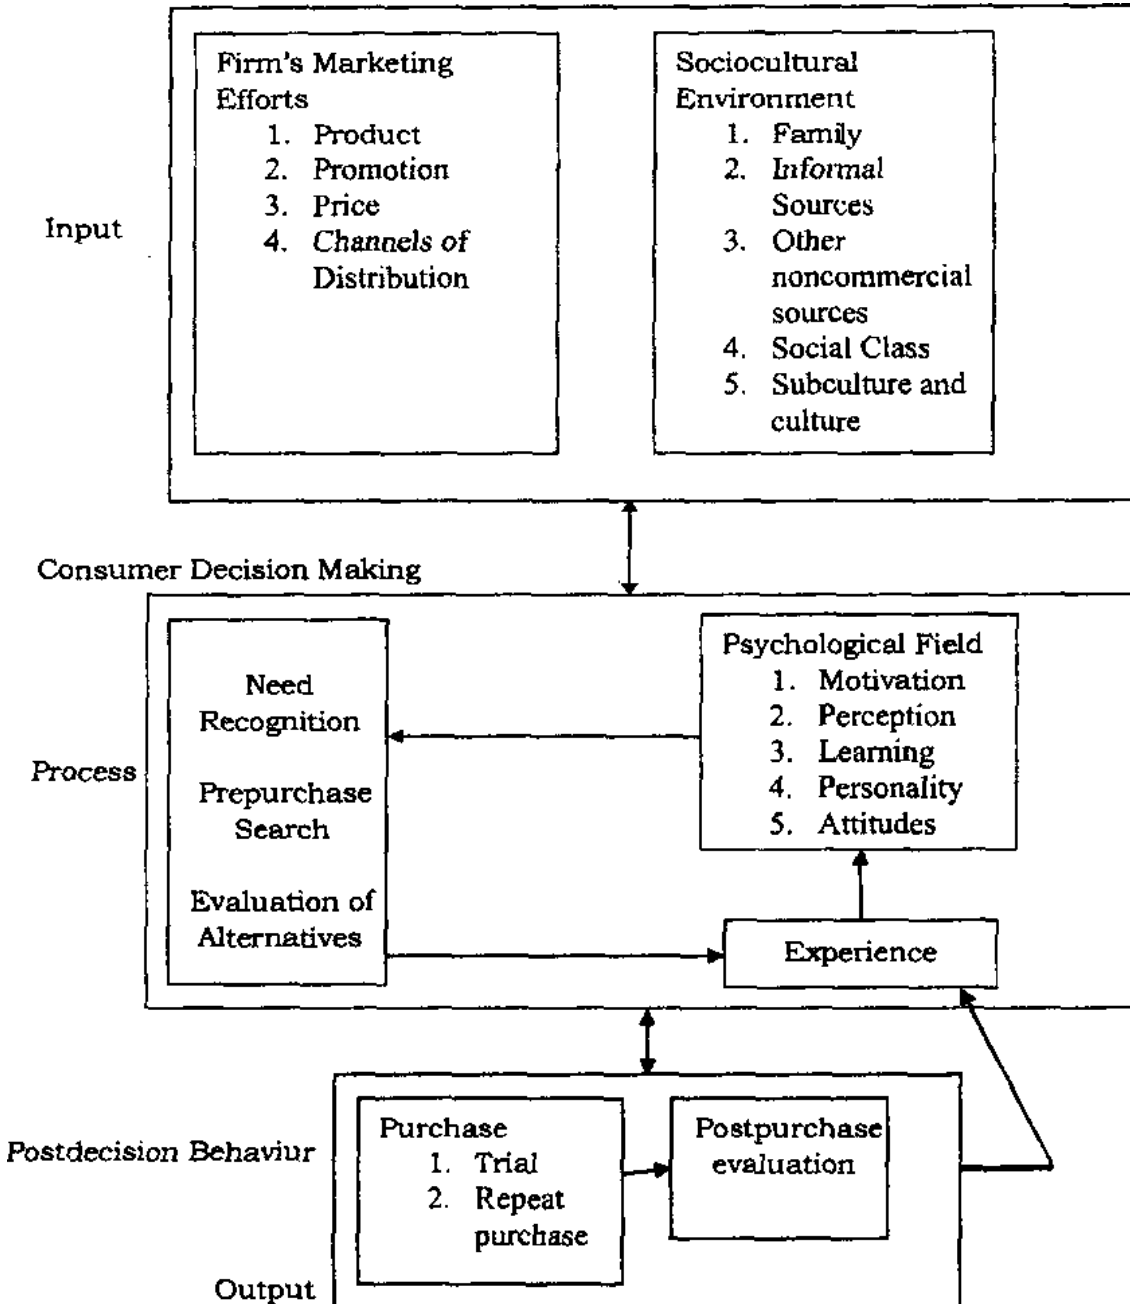 Firm's Marketing
Efforts
1. Product
2. Promotion
3. Price
4. Channels of
Distribution
Sociocultural
Environment
1. Family
2. Informal
Sources
3. Other
noncommercial
sources
4. Social Class
5. Subculture and
culture
Input
Consumer Decision Making
Need
Recognition
Prepurchase
Search
Evaluation of
Alternatives
Psychological Field
1. Motivation
2. Perception
3. Learning
4. Personality
5. Attitudes
Process
Experience
Postdecision Behaviur
Purchase
1. Trial
2. Repeat
purchase
Postpurchase
evaluation
Output